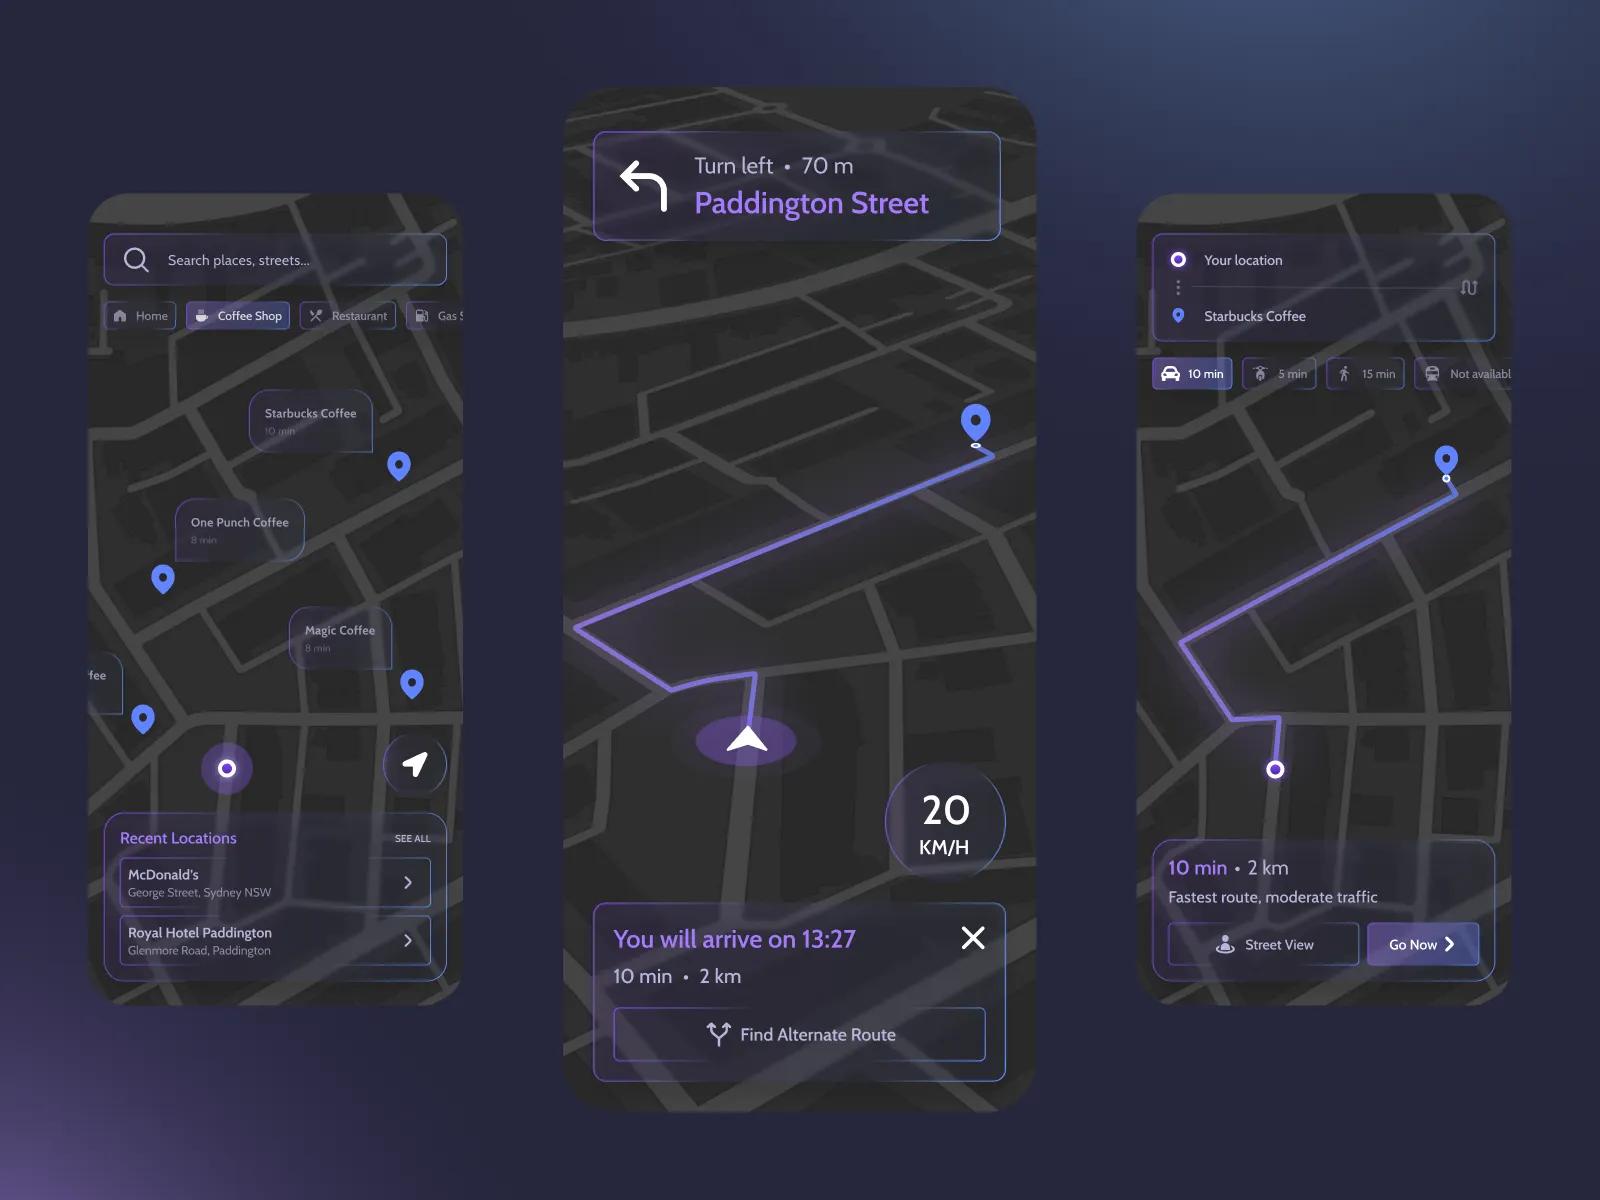 Search places, streets...
Home
Coffee Shop
Restaurant
Gas S
Starbucks Coffee
10 min
One Punch Coffee
8 min
Magic Coffee
8 min
ffee
Recent Locations
SEE ALL
McDonald's
George Street, Sydney NSW
Royal Hotel Paddington
Glenmore Road, Paddington
Turn left • 70 m
Paddington Street
20
KM/H
You will arrive on 13:27
10 min • 2 km
Find Alternate Route
Your location
Starbucks Coffee
10 min
5 min
15 min
Not availabl
10 min • 2 km
Fastest route, moderate traffic
Street View
Go Now